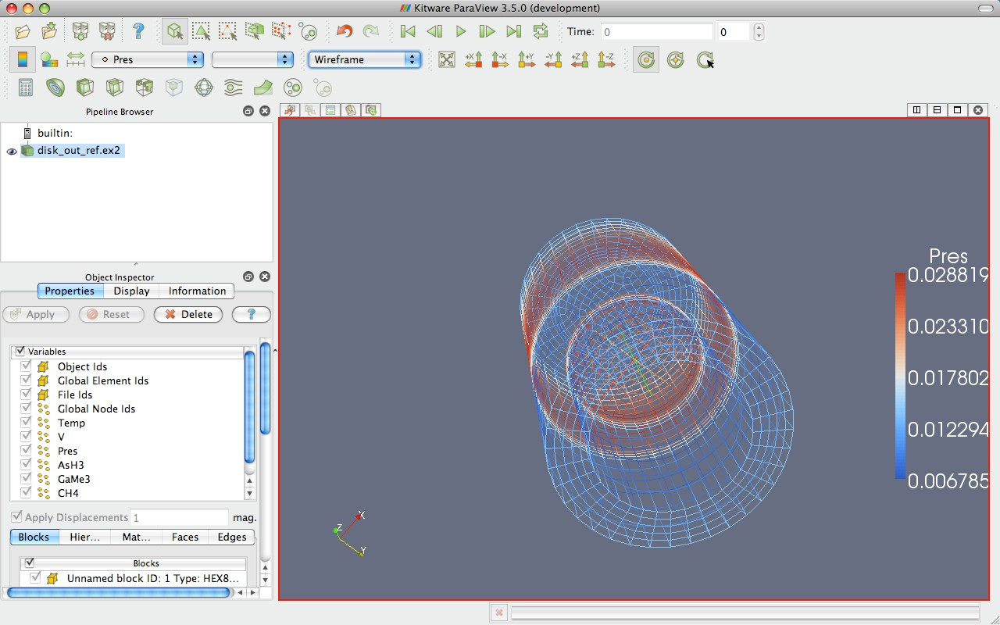 Kitware ParaView 3.5.0 (development)
?
Time: 0 0
Pres Wireframe +X -X +Y -Y +Z -Z
Pipeline Browser
builtin:
disk_out_ref.ex2
Object Inspector
Properties Display Information
Apply Reset Delete ?
Variables
Object Ids
Global Element Ids
File Ids
Global Node Ids
Temp
V
Pres
AsH3
GaMe3
CH4
Apply Displacements 1 mag.
Blocks Hier... Mat... Faces Edges
Blocks
Unnamed block ID: 1 Type: HEX8...
Pres
0.028819
0.023310
0.017802
0.012294
0.006785
X
Z
Y